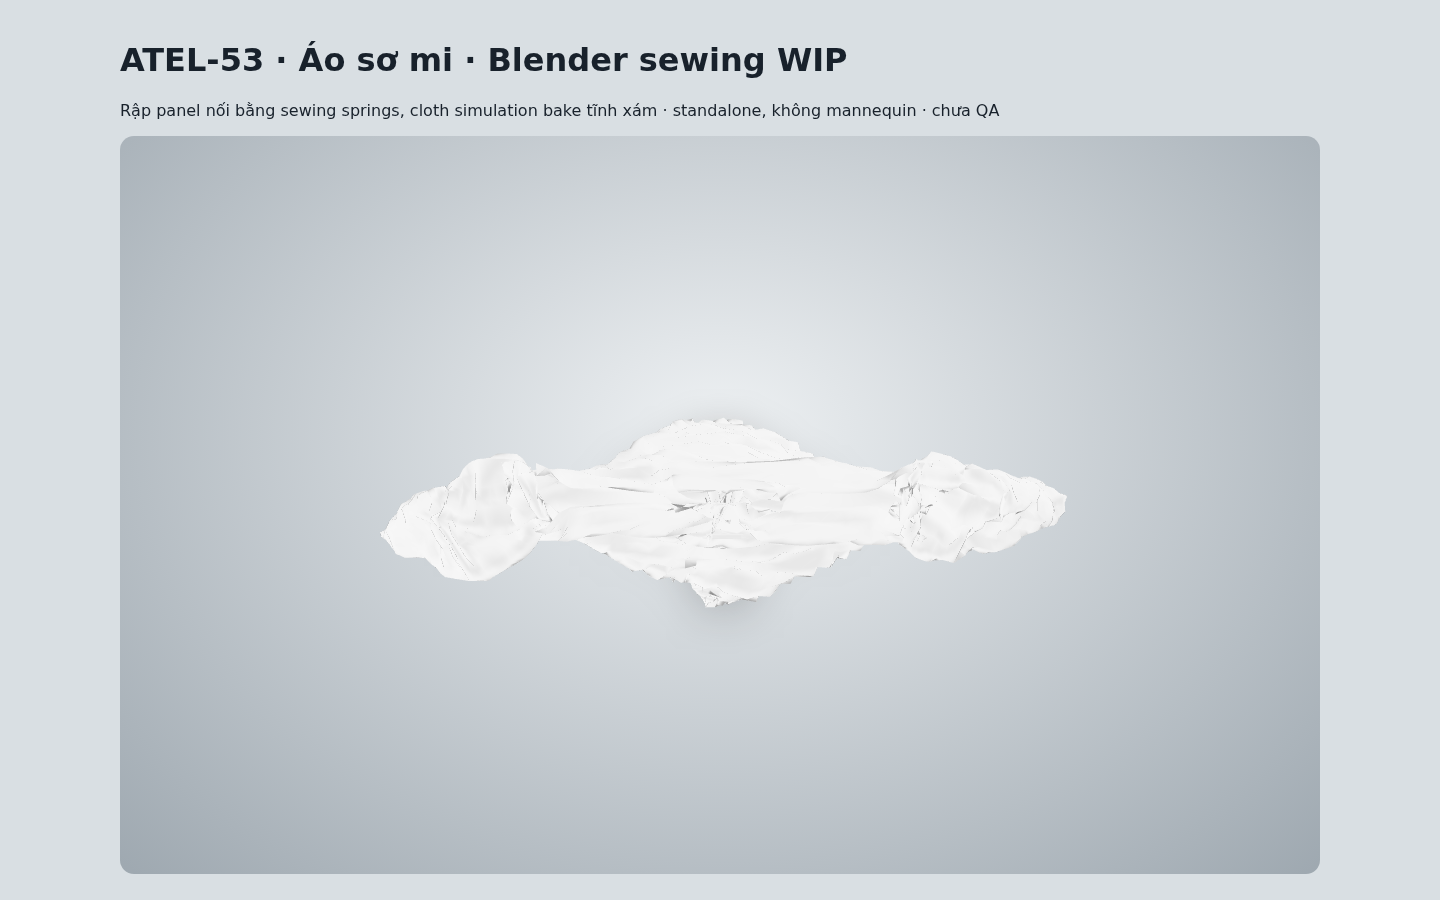 ATEL-53 · Áo sơ mi · Blender sewing WIP
Rập panel nối bằng sewing springs, cloth simulation bake tĩn xám · standalone, không mannequin · chưa QA